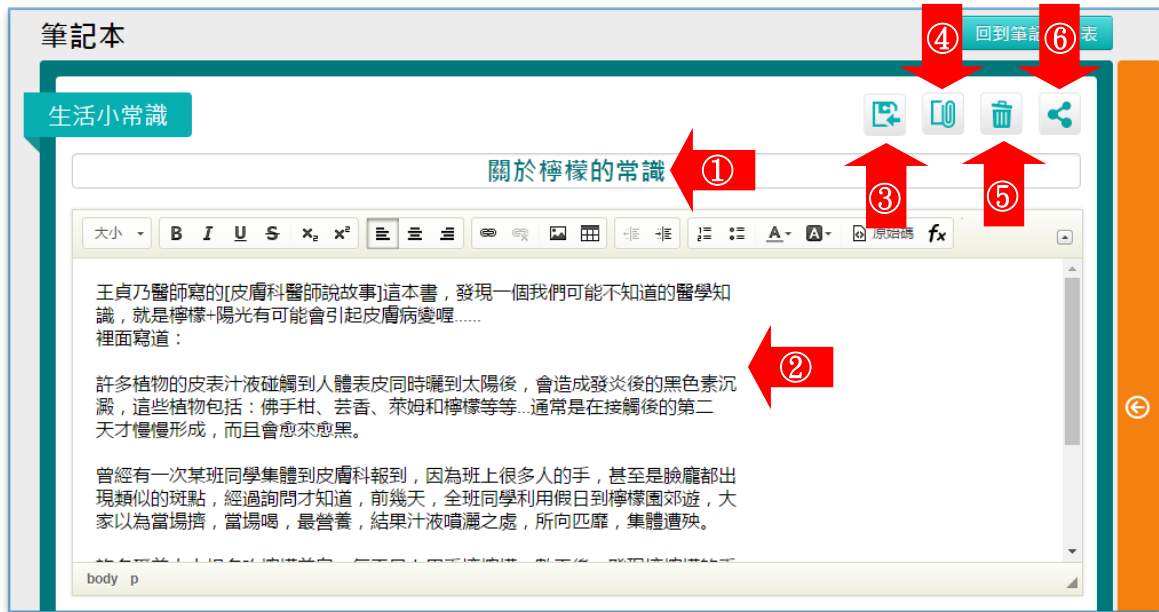 筆記本
④
回到筆記
⑥
表
生活小常識
關於檸檬的常識
①
③
⑤
大小
B I U S x₂ x²
A
A
原始碼
fx
王貞乃醫師寫的[皮膚科醫師說故事]這本書，發現一個我們可能不知道的醫學知
識，就是檸檬+陽光有可能會引起皮膚病變喔......
裡面寫道：
②
許多植物的皮表汁液碰觸到人體表皮同時曬到太陽後，會造成發炎後的黑色素沉
澱，這些植物包括：佛手柑、芸香、萊姆和檸檬等等...通常是在接觸後的第二
天才慢慢形成，而且會愈來愈黑。
曾經有一次某班同學集體到皮膚科報到，因為班上很多人的手，甚至是臉龐都出
現類似的斑點，經過詢問才知道，前幾天，全班同學利用假日到檸檬園郊遊，大
家以為當場擠，當場喝，最營養，結果汁液噴灑之處，所向匹靡，集體遭殃。
body p